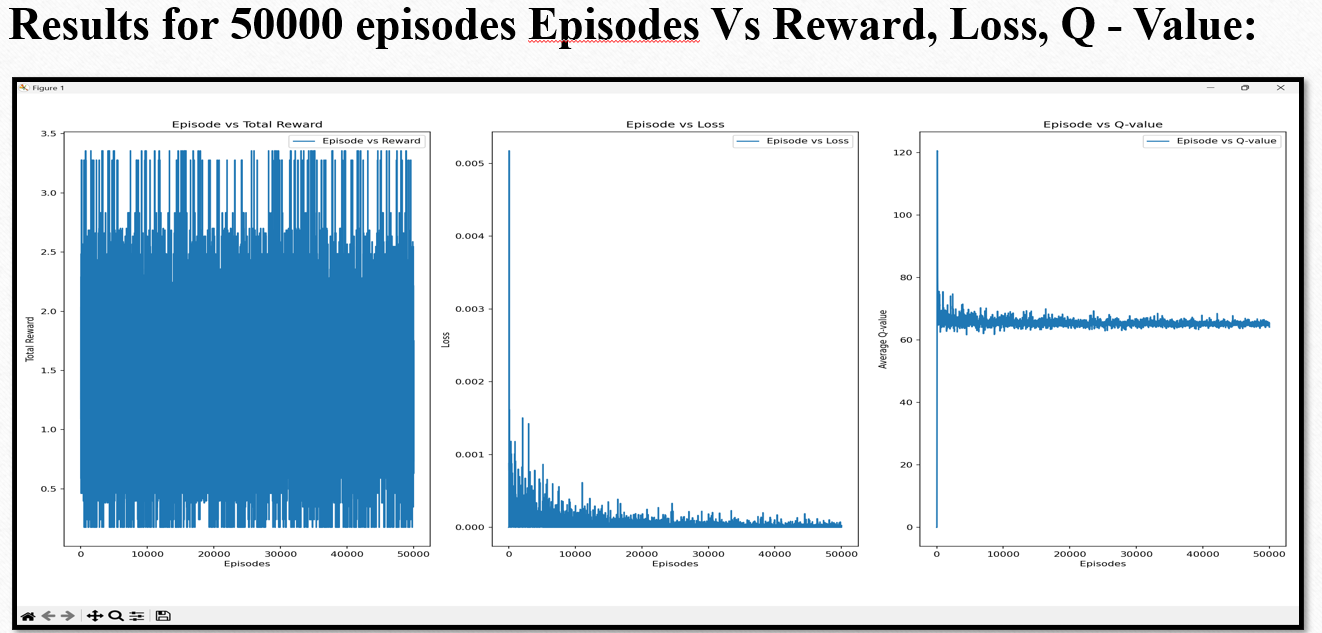 Results for 50000 episodes Episodes Vs Reward, Loss, Q - Value:
Figure 1
Episode vs Total Reward
Episode vs Reward
3.5
3.0
2.5
2.0
1.5
1.0
0.5
Total Reward
0 10000 20000 30000 40000 50000
Episodes
Episode vs Loss
Episode vs Loss
0.005
0.004
0.003
0.002
0.001
0.000
Loss
0 10000 20000 30000 40000 50000
Episodes
Episode vs Q-value
Episode vs Q-value
120
100
80
60
40
20
0
Average Q-value
0 10000 20000 30000 40000 50000
Episodes